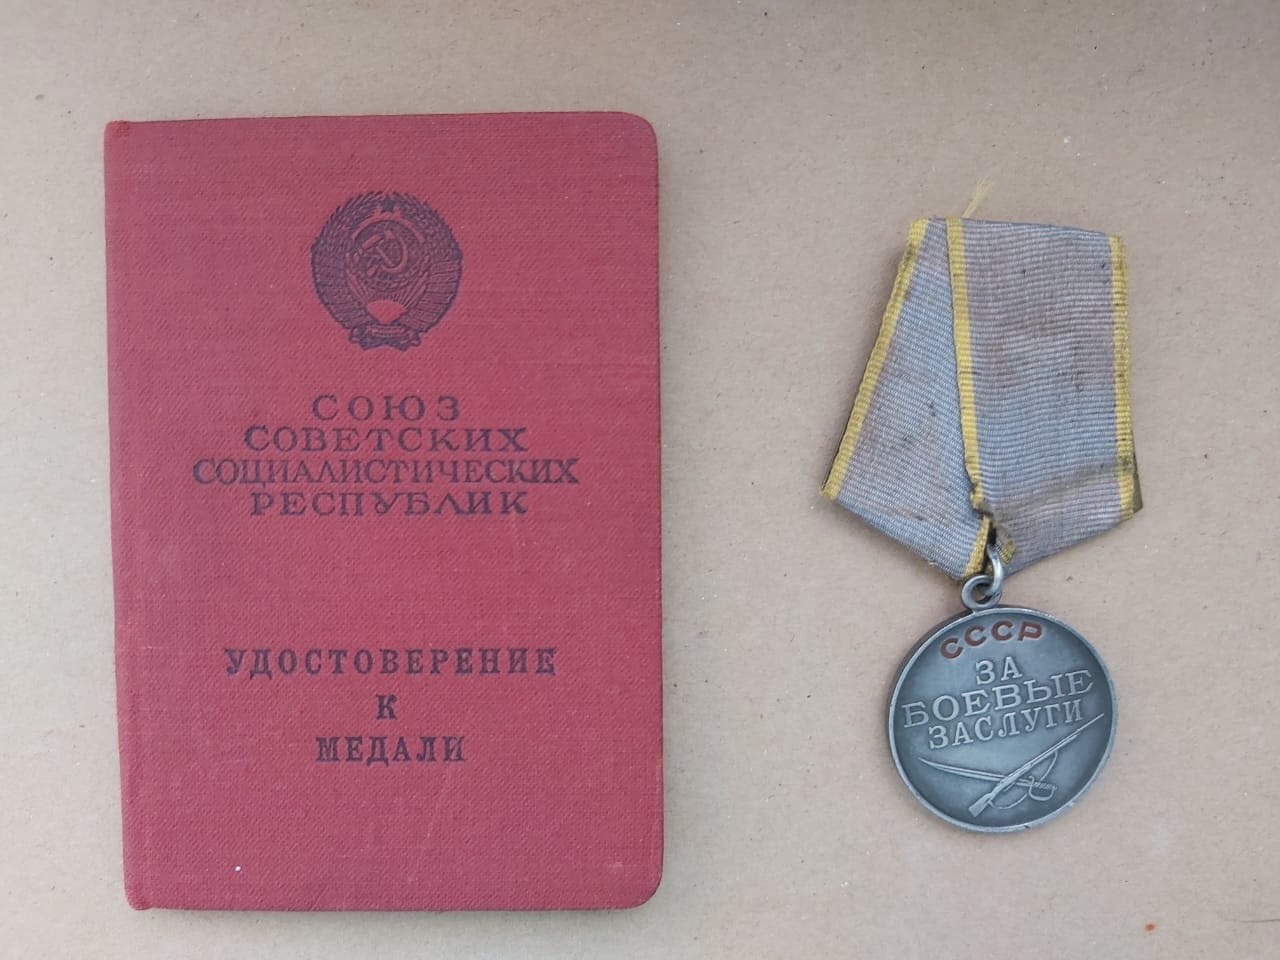 СОЮЗ
СОВЕТСКИХ
СОЦИАЛИСТИЧЕСКИХ
РЕСПУБЛИК
УДОСТОВЕРЕНИЕ
К
МЕДАЛИ
СССР
ЗА
БОЕВЫЕ
ЗАСЛУГИ